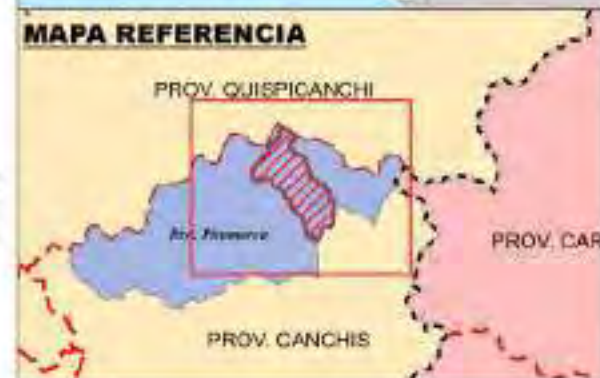 MAPA REFERENCIA
PROV. QUISPICANCHI
PROV. CAR
PROV. CANCHIS